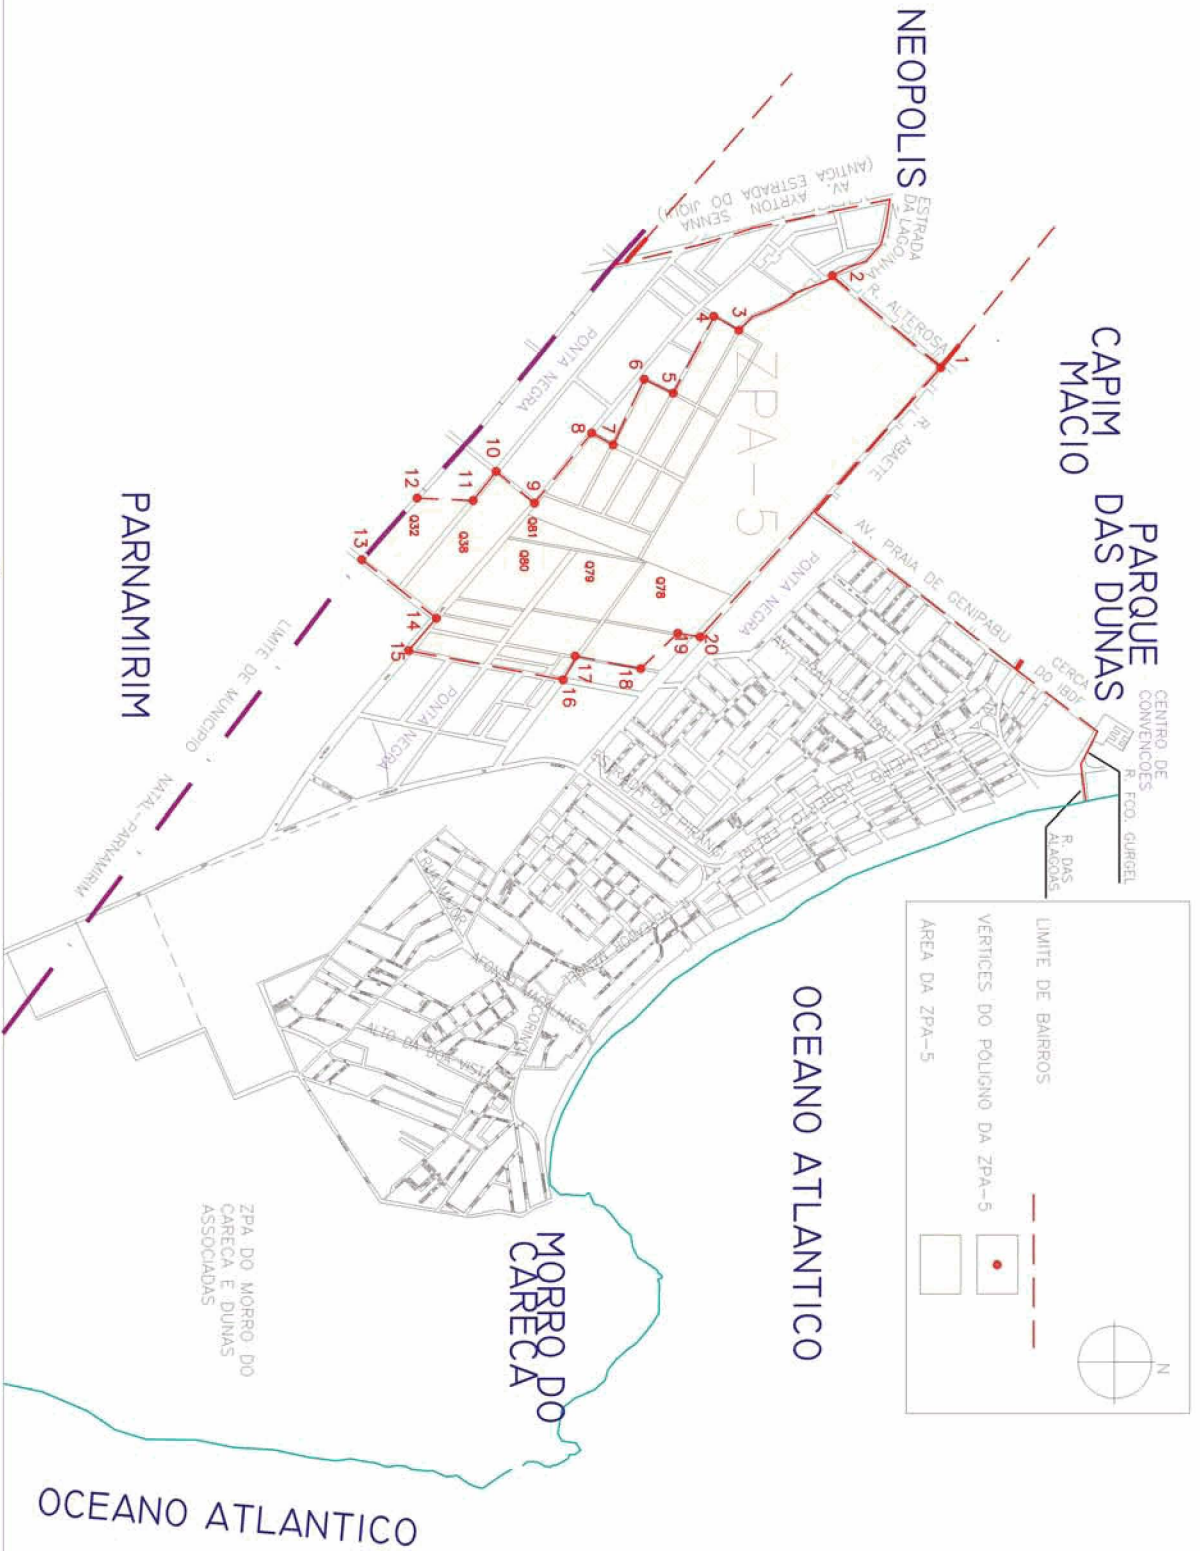 NEOPOLIS
CAPIM
MACIO
PARQUE
DAS DUNAS
CENTRO DE
CONVENCOES
R. FCO. GURGEL
R. DAS
ALAGOAS
CERCA
DO IBDF
AV. PRAIA DE GENIPABU
ESTRADA
DA LAGOINHA
R. ALTEROSA
R. ABAETE
AV. AYRTON SENNA
(ANTIGA ESTRADA DO JIQUI)
ZPA-5
PONTA NEGRA
PONTA NEGRA
PONTA NEGRA
1
2
3
4
5
6
7
8
9
10
11
12
13
14
15
16
17
18
19
20
Q32
Q38
Q81
Q80
Q79
Q78
ALTO DA BOA VISTA
PARNAMIRIM
LIMITE DE MUNICIPIO
NATAL-PARNAMIRIM
OCEANO ATLANTICO
MORRO DO
CARECA
ZPA DO MORRO DO
CARECA E DUNAS
ASSOCIADAS
OCEANO ATLANTICO
N
LIMITE DE BAIRROS
VÉRTICES DO POLIGNO DA ZPA-5
ÁREA DA ZPA-5